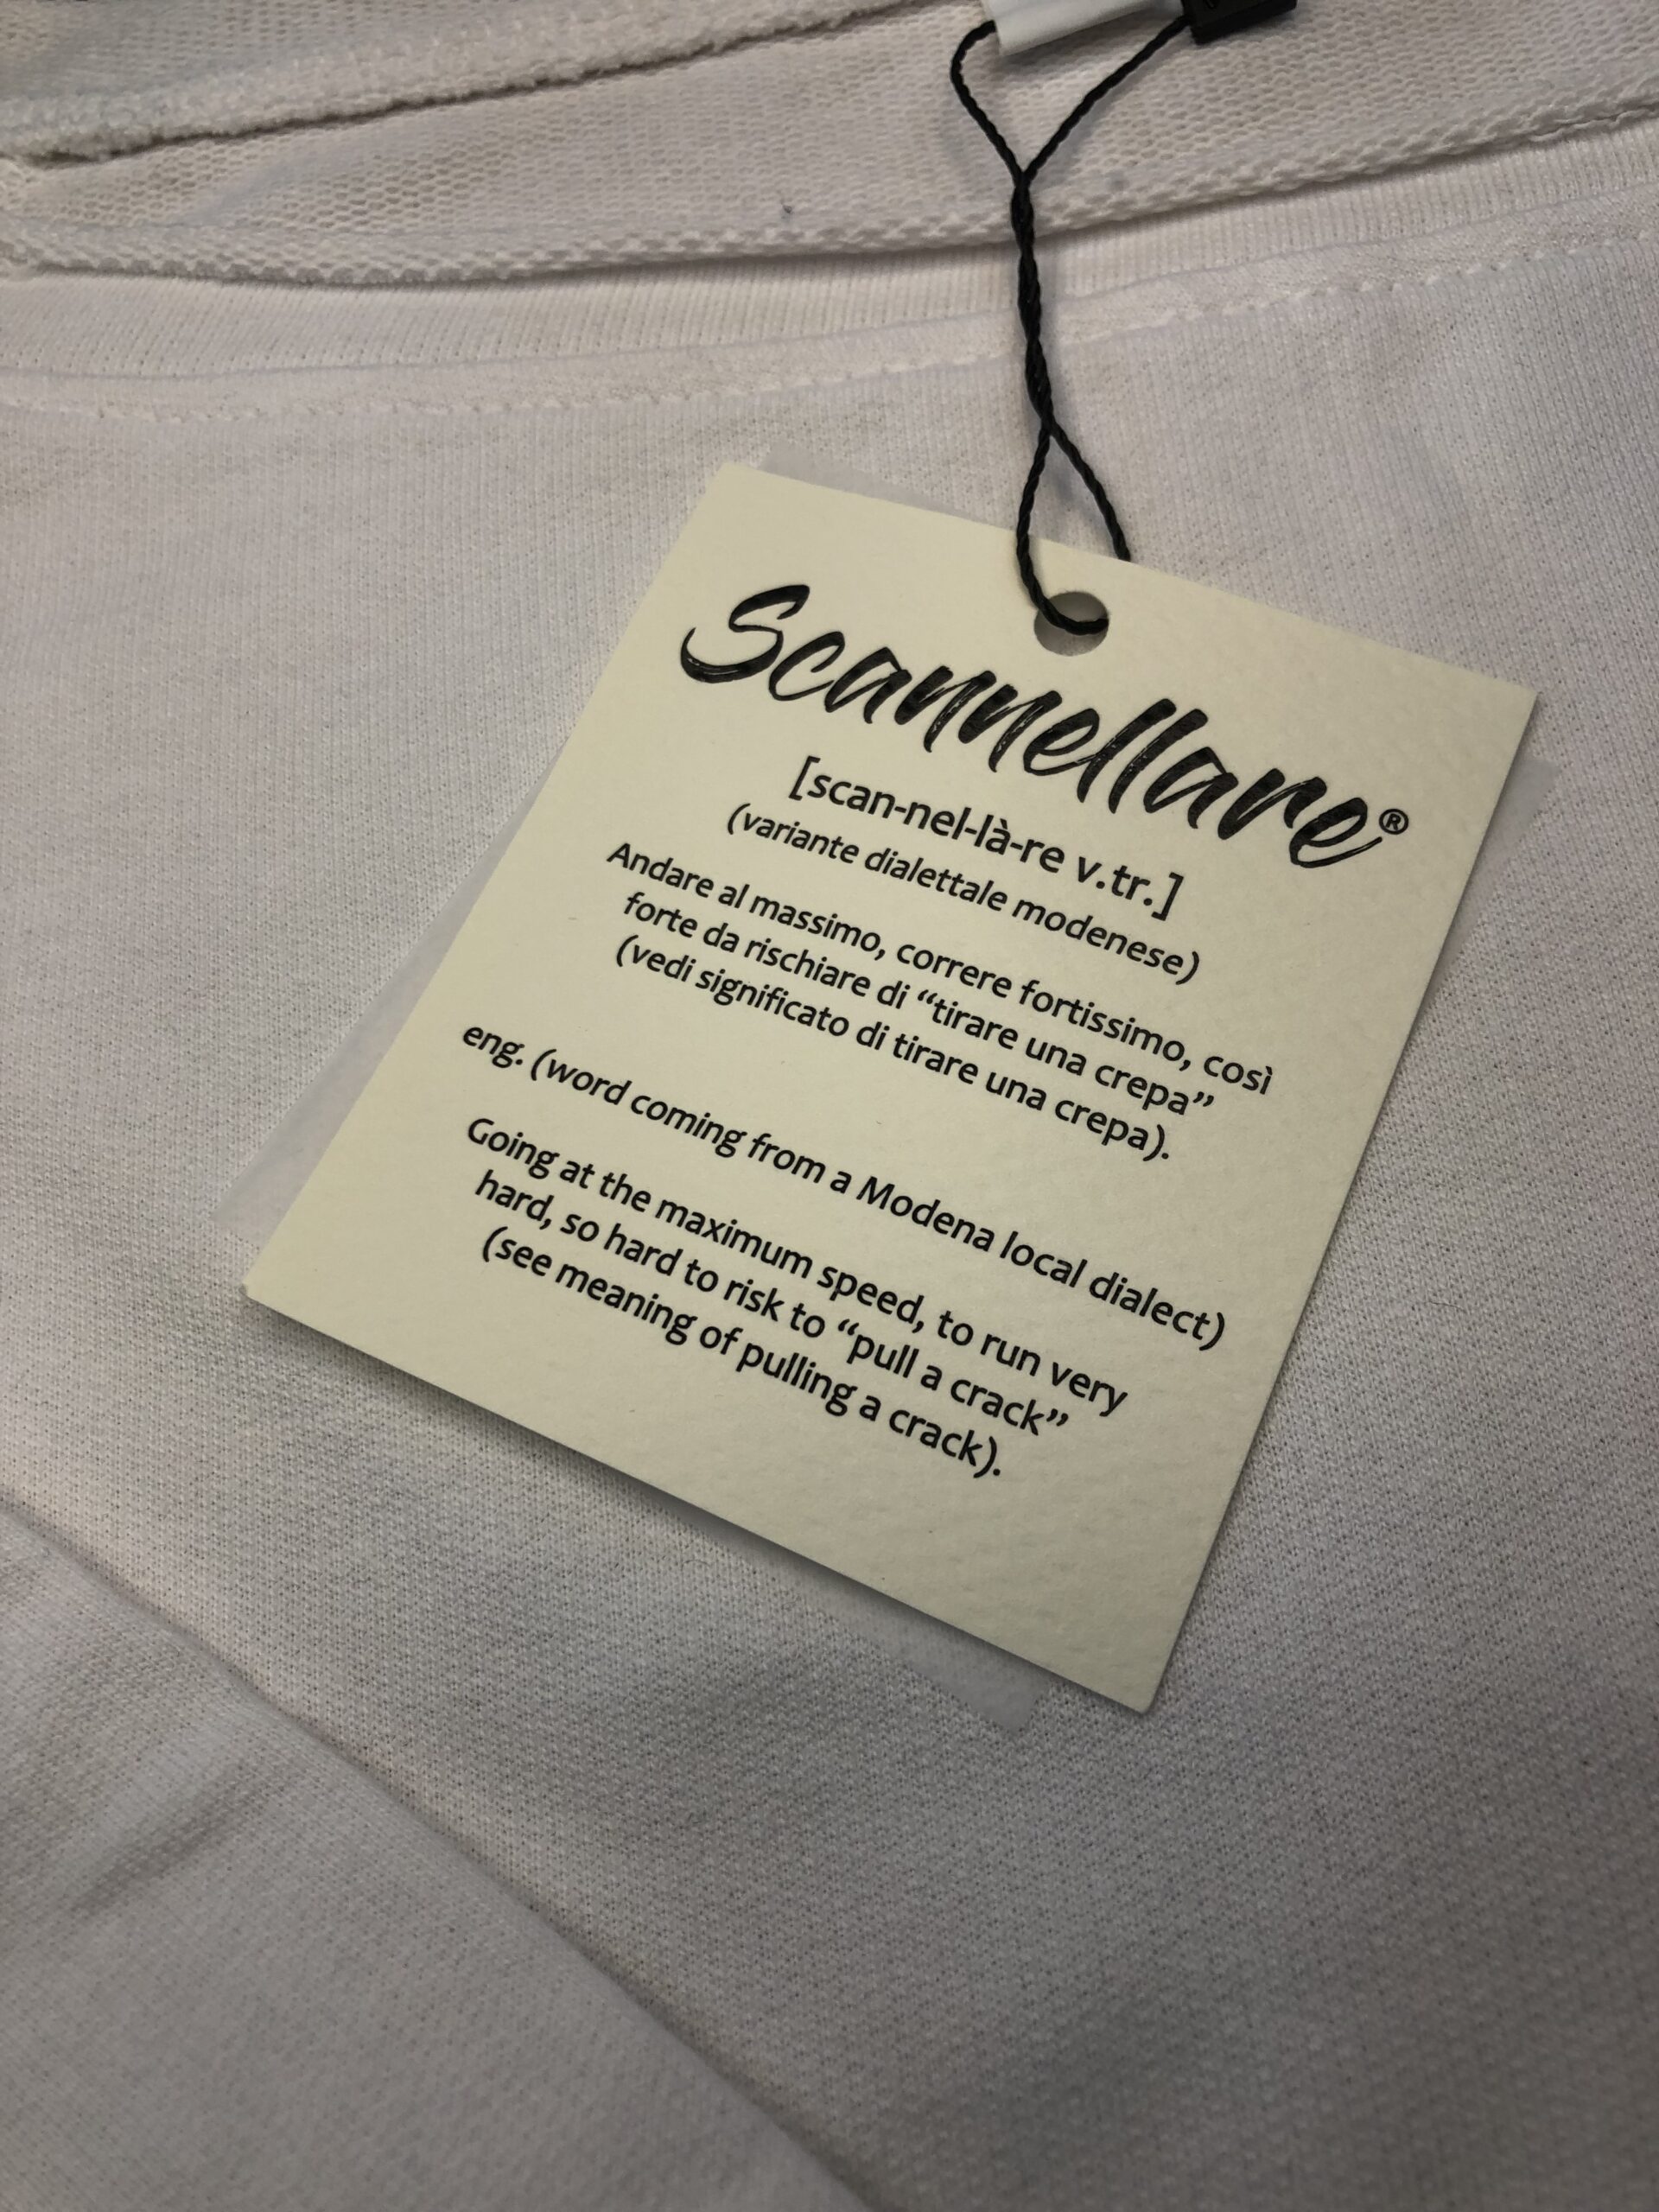 Scannellare®
[scan-nel-là-re v.tr.]
(variante dialettale modenese)
Andare al massimo, correre fortissimo, così
forte da rischiare di “tirare una crepa”
(vedi significato di tirare una crepa).
eng. (word coming from a Modena local dialect)
Going at the maximum speed, to run very
hard, so hard to risk to “pull a crack”
(see meaning of pulling a crack).